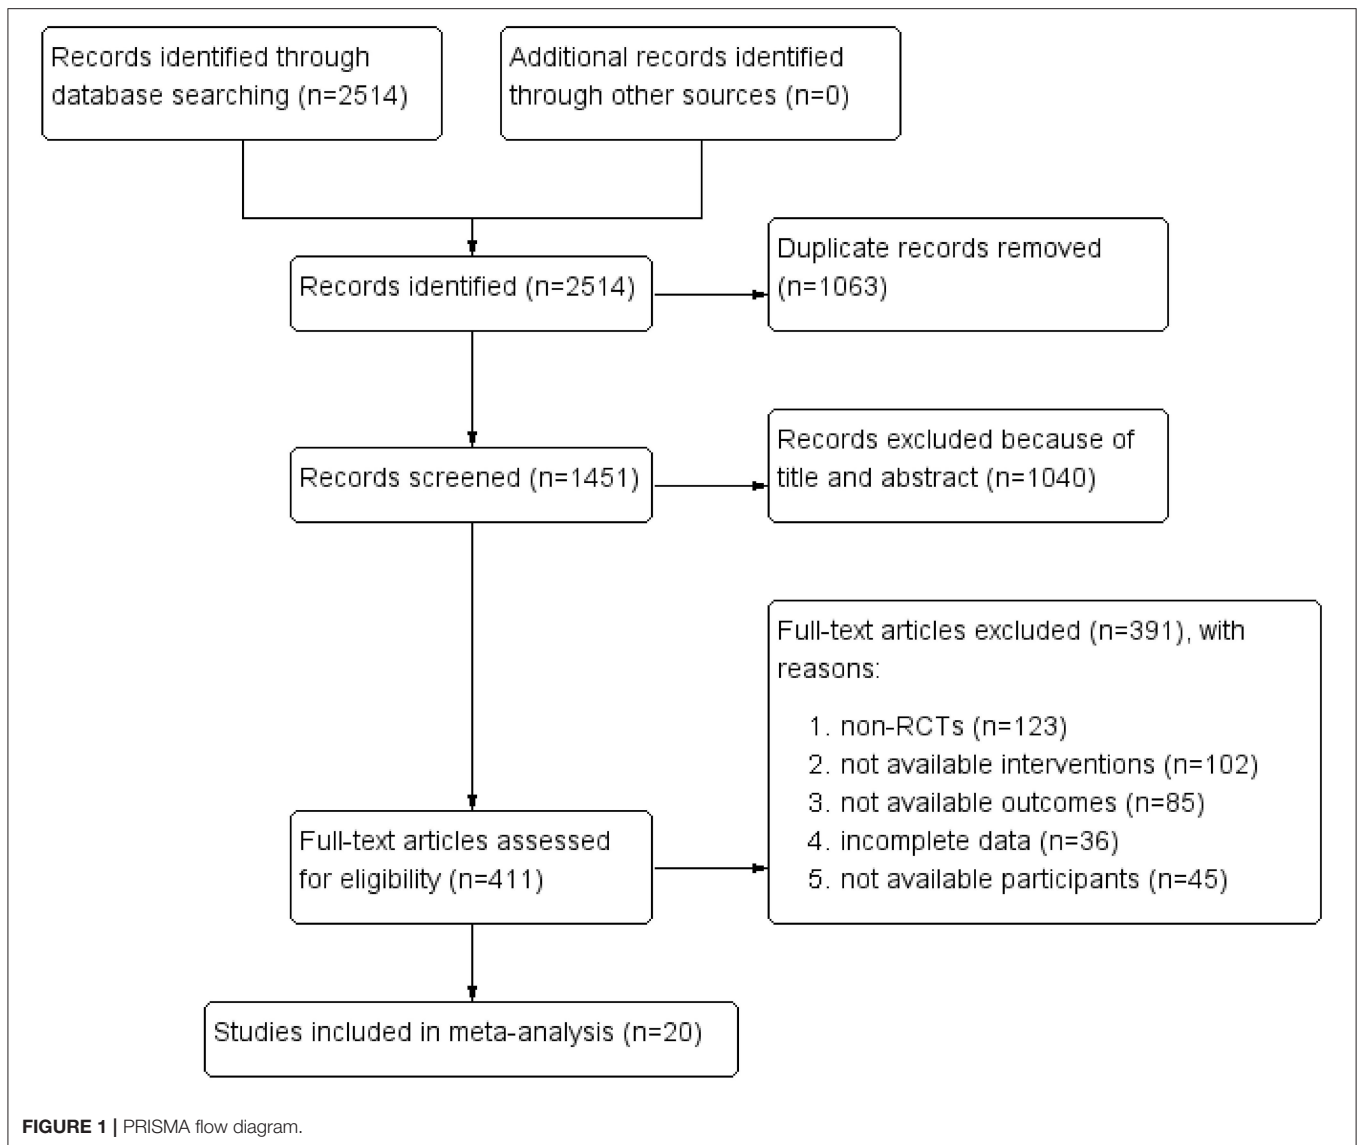 Records identified through
database searching (n=2514)
Additional records identified
through other sources (n=0)
Records identified (n=2514)
Duplicate records removed
(n=1063)
Records screened (n=1451)
Records excluded because of
title and abstract (n=1040)
Full-text articles assessed
for eligibility (n=411)
Full-text articles excluded (n=391), with
reasons:
1. non-RCTs (n=123)
2. not available interventions (n=102)
3. not available outcomes (n=85)
4. incomplete data (n=36)
5. not available participants (n=45)
Studies included in meta-analysis (n=20)
FIGURE 1 | PRISMA flow diagram.